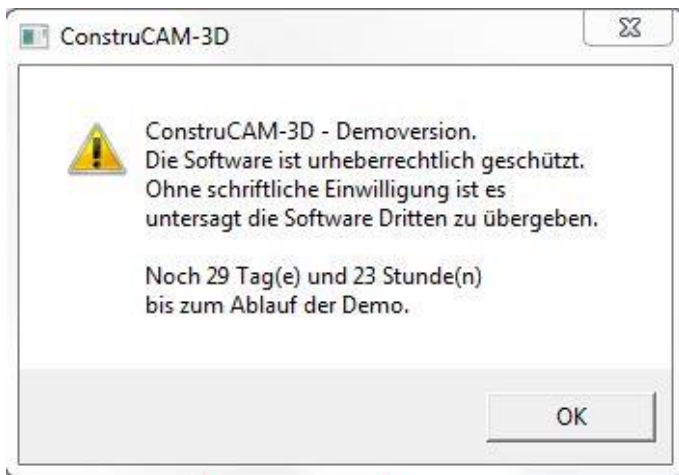 ConstruCAM-3D
ConstruCAM-3D - Demoversion.
Die Software ist urheberrechtlich geschützt.
Ohne schriftliche Einwilligung ist es
untersagt die Software Dritten zu übergeben.
Noch 29 Tag(e) und 23 Stunde(n)
bis zum Ablauf der Demo.
OK